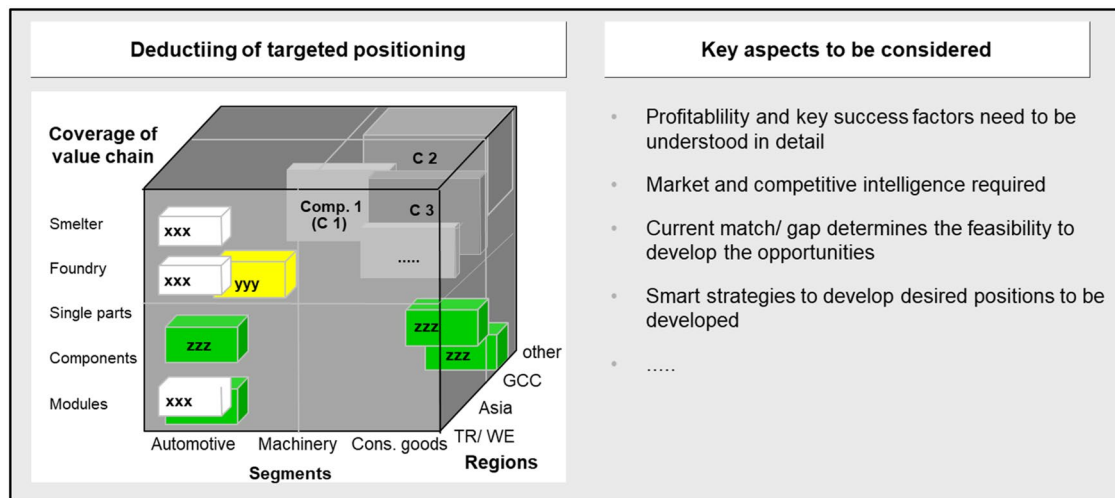 Deductiing of targeted positioning
Coverage of
value chain
Smelter
Foundry
Single parts
Components
Modules
xxx
xxx
yyy
zzz
xxx
Comp. 1
(C 1)
C 2
C 3
.....
zzz
zzz
Automotive
Machinery
Cons. goods
Segments
TR/ WE
Asia
GCC
other
Regions
Key aspects to be considered
• Profitablility and key success factors need to be
understood in detail
• Market and competitive intelligence required
• Current match/ gap determines the feasibility to
develop the opportunities
• Smart strategies to develop desired positions to be
developed
• .....